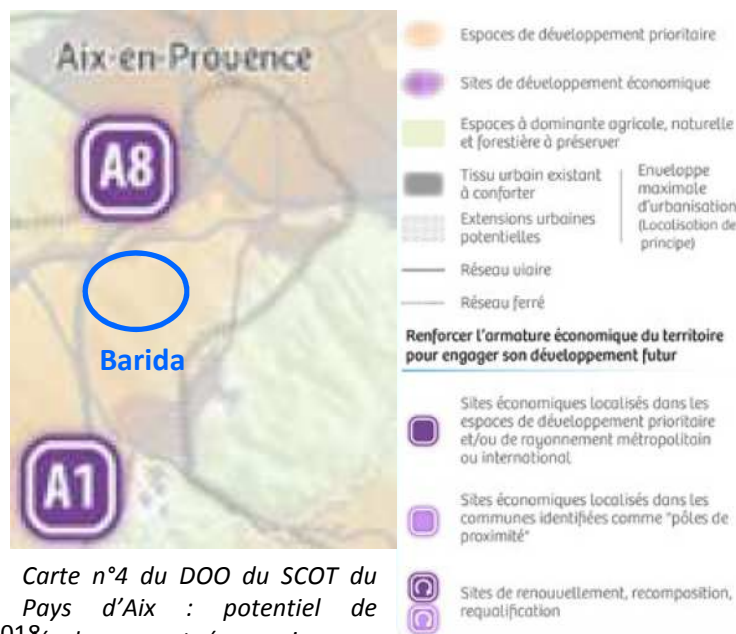 Aix-en-Provence
A8
Barida
A1
Carte n°4 du DOO du SCOT du
Pays d'Aix : potentiel de
018
Espaces de développement prioritaire
Sites de développement économique
Espaces à dominante agricole, naturelle
et forestière à préserver
Tissu urbain existant
à conforter
Extensions urbaines
potentielles
Enveloppe
maximale
d'urbanisation
(Localisation de
principe)
Réseau viaire
Réseau ferré
Renforcer l'armature économique du territoire
pour engager son développement futur
Sites économiques localisés dans les
espaces de développement prioritaire
et/ou de rayonnement métropolitain
ou international
Sites économiques localisés dans les
communes identifiées comme "pôles de
proximité"
Sites de renouvellement, recomposition,
requalification